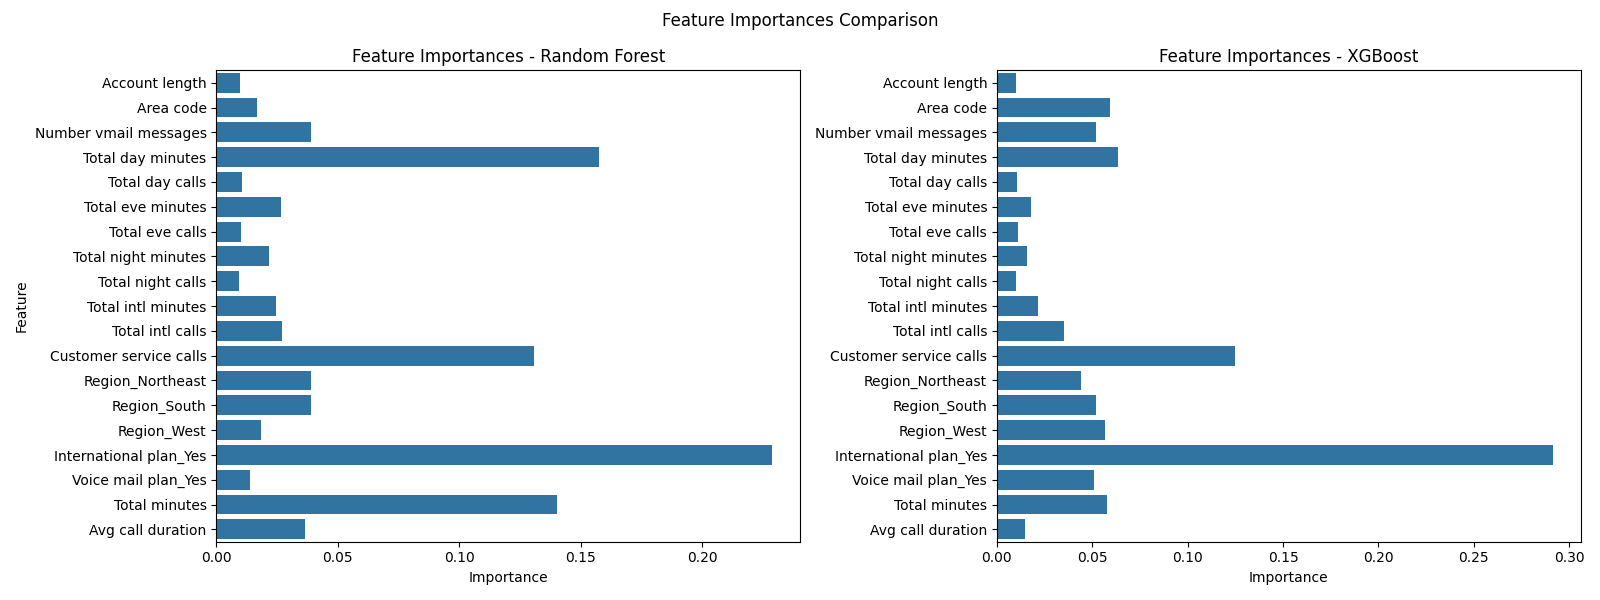 Feature Importances Comparison
Feature Importances - Random Forest
Feature
Account length
Area code
Number vmail messages
Total day minutes
Total day calls
Total eve minutes
Total eve calls
Total night minutes
Total night calls
Total intl minutes
Total intl calls
Customer service calls
Region_Northeast
Region_South
Region_West
International plan_Yes
Voice mail plan_Yes
Total minutes
Avg call duration
0.00 0.05 0.10 0.15 0.20
Importance
Feature Importances - XGBoost
Account length
Area code
Number vmail messages
Total day minutes
Total day calls
Total eve minutes
Total eve calls
Total night minutes
Total night calls
Total intl minutes
Total intl calls
Customer service calls
Region_Northeast
Region_South
Region_West
International plan_Yes
Voice mail plan_Yes
Total minutes
Avg call duration
0.00 0.05 0.10 0.15 0.20 0.25 0.30
Importance